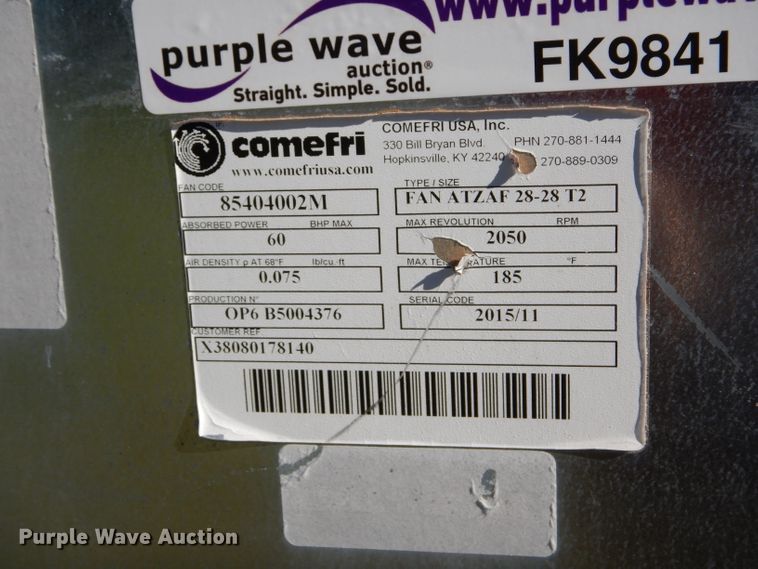 www.purplewav
purple wave
auction®
Straight. Simple. Sold.
FK9841
comefri
www.comefriusa.com
COMEFRI USA, Inc.
330 Bill Bryan Blvd. PHN 270-881-1444
Hopkinsville, KY 42240 270-889-0309
FAN CODE TYPE / SIZE
85404002M FAN ATZAF 28-28 T2
ABSORBED POWER BHP MAX MAX REVOLUTION RPM
60 2050
AIR DENSITY ρ AT 68°F lb/cu ft MAX TEMPERATURE °F
0.075 185
PRODUCTION N° SERIAL CODE
OP6 B5004376 2015/11
CUSTOMER REF.
X38080178140
Purple Wave Auction